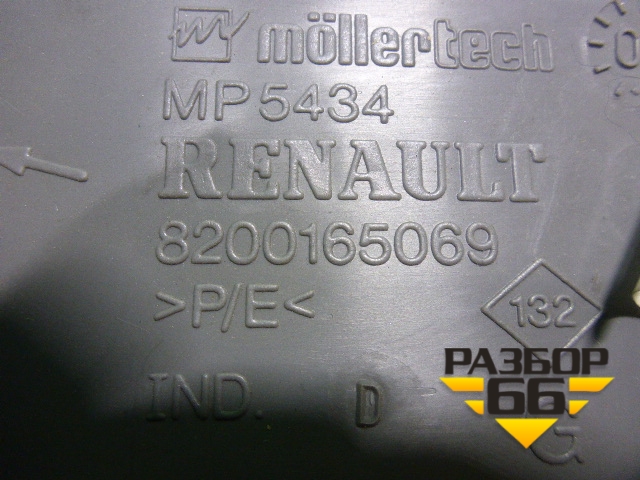 möllertech
MP5434
RENAULT
8200165069
>P/E<
132
IND. D
G
РАЗБОР
66